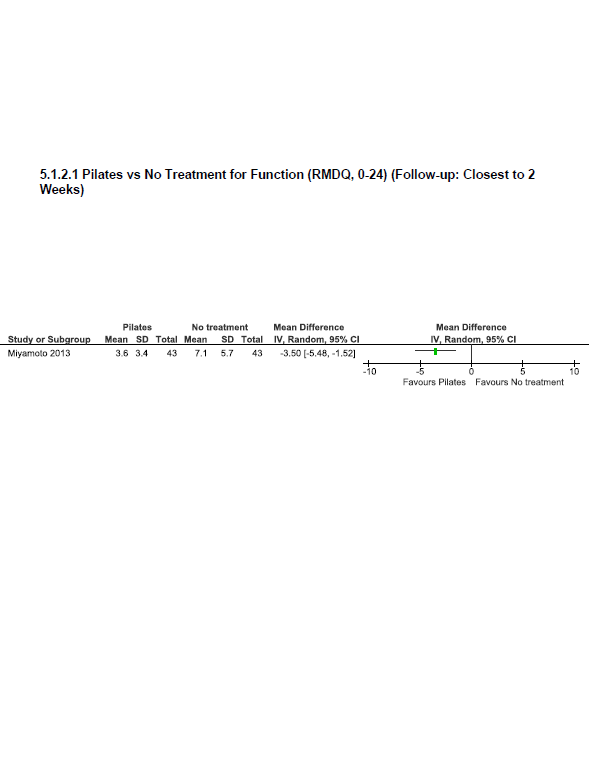 5.1.2.1 Pilates vs No Treatment for Function (RMDQ, 0-24) (Follow-up: Closest to 2
Weeks)
Pilates No treatment Mean Difference Mean Difference
Study or Subgroup Mean SD Total Mean SD Total IV, Random, 95% CI IV, Random, 95% CI
Miyamoto 2013 3.6 3.4 43 7.1 5.7 43 -3.50 [-5.48, -1.52]
-10 -5 0 5 10
Favours Pilates Favours No treatment